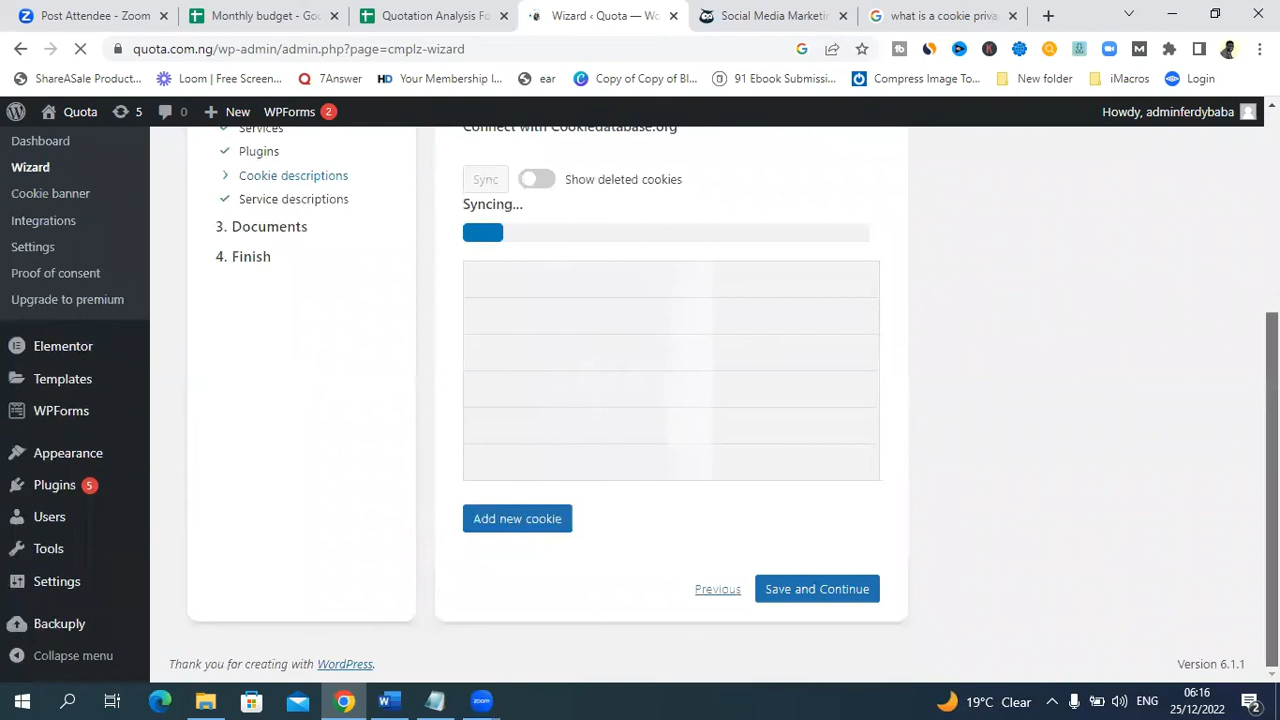 Post Attendee - Zoom
Monthly budget - Goo
Quotation Analysis Fo
Wizard ‹ Quota — Wo
Social Media Marketin
what is a cookie priva
quota.com.ng/wp-admin/admin.php?page=cmplz-wizard
ShareASale Produc...
Loom | Free Screen...
7Answer
Your Membership I...
ear
Copy of Copy of Bl...
91 Ebook Submissi...
Compress Image To...
New folder
iMacros
Login
Quota
5
0
New
WPForms 2
Howdy, adminferdybaba
Dashboard
Wizard
Cookie banner
Integrations
Settings
Proof of consent
Upgrade to premium
Elementor
Templates
WPForms
Appearance
Plugins 5
Users
Tools
Settings
Backuply
Collapse menu
Services
Plugins
Cookie descriptions
Service descriptions
3. Documents
4. Finish
Connect with Cookiedatabase.org
Sync
Show deleted cookies
Syncing...
Add new cookie
Previous
Save and Continue
Thank you for creating with WordPress.
Version 6.1.1
19°C Clear
ENG
06:16
25/12/2022
2